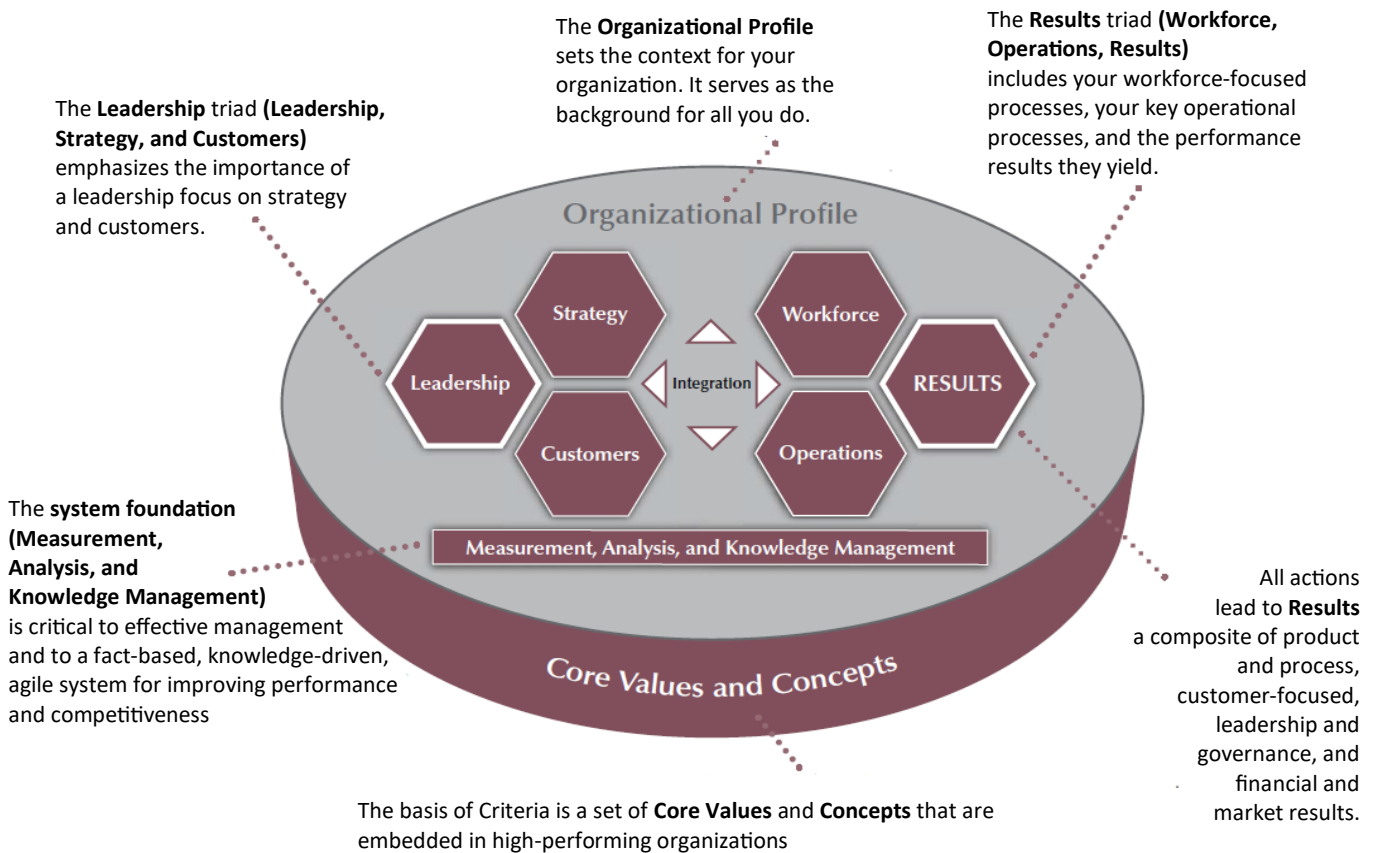 The Organizational Profile
sets the context for your
organization. It serves as the
background for all you do.
The Results triad (Workforce,
Operations, Results)
includes your workforce-focused
processes, your key operational
processes, and the performance
results they yield.
The Leadership triad (Leadership,
Strategy, and Customers)
emphasizes the importance of
a leadership focus on strategy
and customers.
Organizational Profile
Strategy
Workforce
Leadership
Integration
RESULTS
Customers
Operations
Measurement, Analysis, and Knowledge Management
Core Values and Concepts
The system foundation
(Measurement,
Analysis, and
Knowledge Management)
is critical to effective management
and to a fact-based, knowledge-driven,
agile system for improving performance
and competitiveness
All actions
lead to Results
a composite of product
and process,
customer-focused,
leadership and
governance, and
financial and
market results.
The basis of Criteria is a set of Core Values and Concepts that are
embedded in high-performing organizations